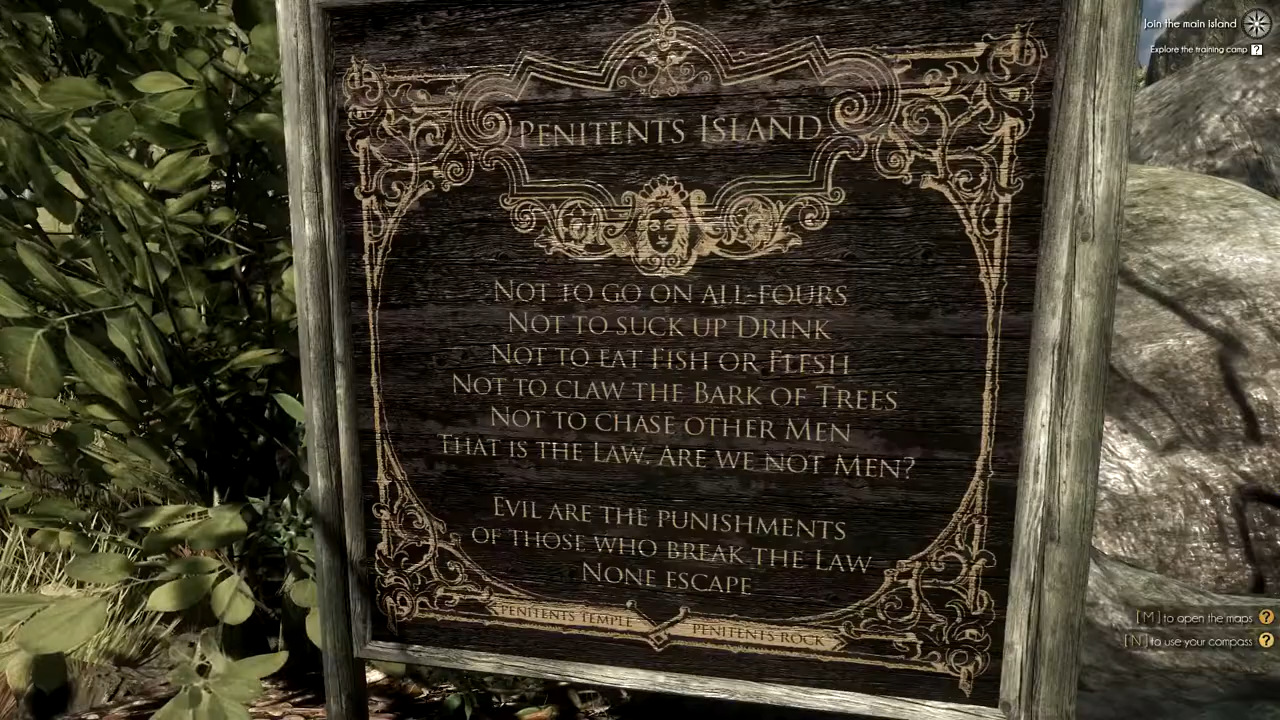 Join the main island
Explore the training camp ?
PENITENTS ISLAND
NOT TO GO ON ALL-FOURS
NOT TO SUCK UP DRINK
NOT TO EAT FISH OR FLESH
NOT TO CLAW THE BARK OF TREES
NOT TO CHASE OTHER MEN
THAT IS THE LAW, ARE WE NOT MEN?
EVIL ARE THE PUNISHMENTS
OF THOSE WHO BREAK THE LAW
NONE ESCAPE
PENITENTS TEMPLE
PENITENTS ROCK
[M] to open the maps ?
[N] to use your compass ?